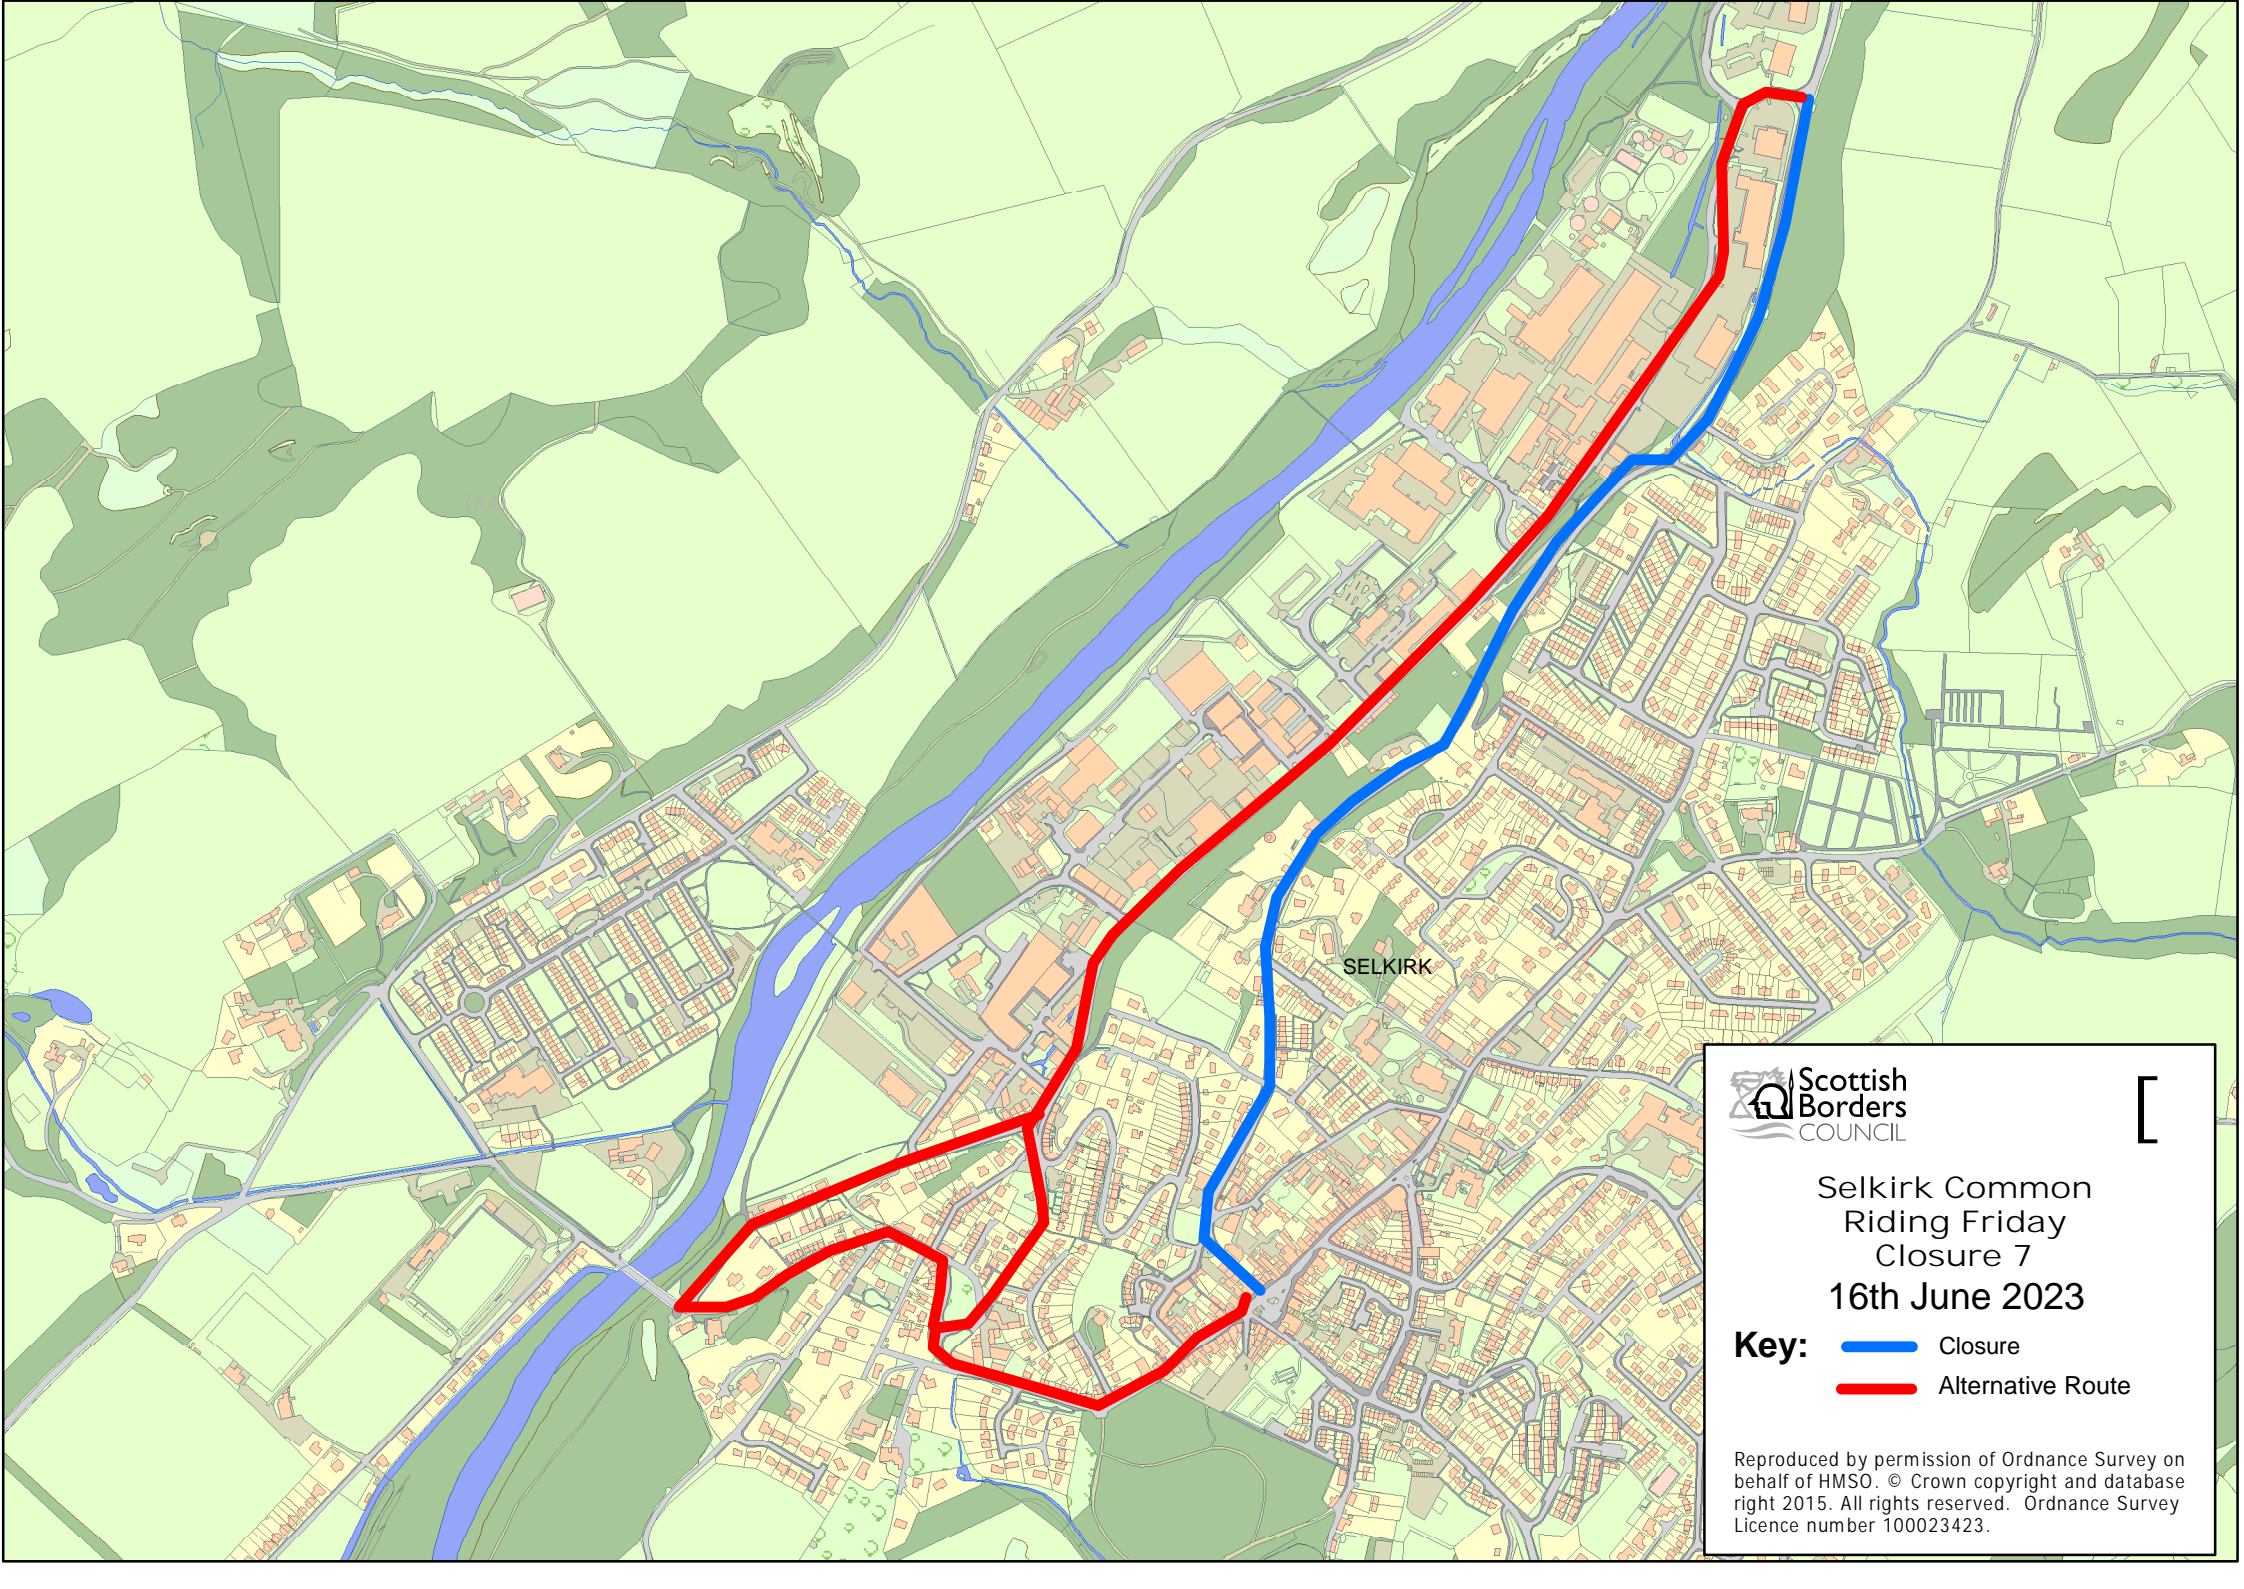 (A4
SELKIRK
Scottish
Borders
COUNCIL
[
Selkirk Common
Riding Friday
Closure 7
16th June 2023
Key:
Closure
Alternative Route
Reproduced by permission of Ordnance Survey on
behalf of HMSO. © Crown copyright and database
right 2015. All rights reserved. Ordnance Survey
Licence number 100023423.